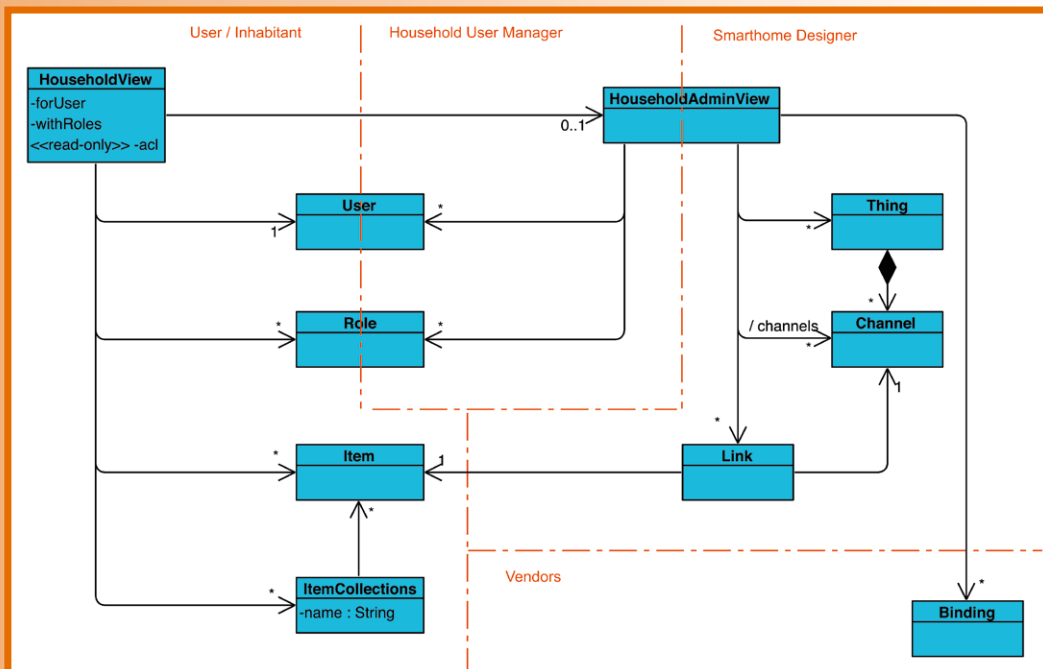 User / Inhabitant
Household User Manager
Smarthome Designer
HouseholdView
-forUser
-withRoles
<<read-only>> -acl
HouseholdAdminView
0..1
User
1
*
Thing
*
Role
*
*
*
/ channels
*
Channel
1
Item
*
1
*
Link
*
ItemCollections
-name : String
*
Vendors
*
Binding